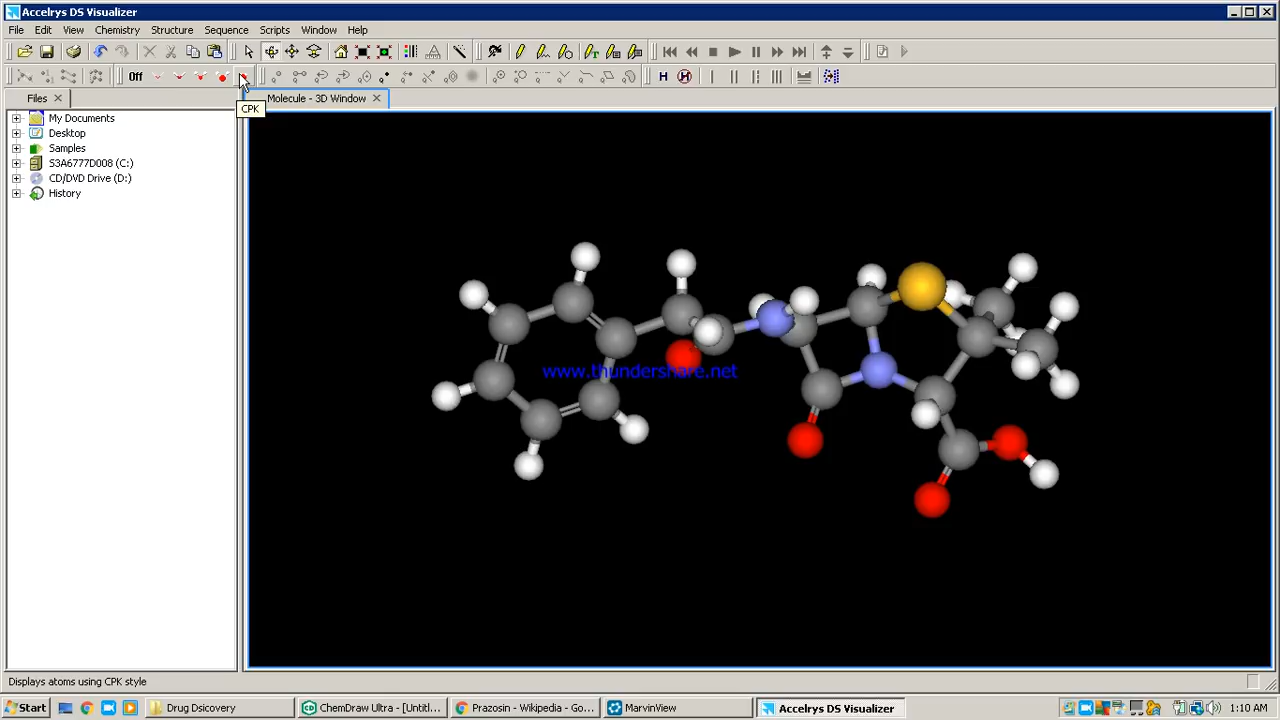 Accelrys DS Visualizer
File Edit View Chemistry Structure Sequence Scripts Window Help
Off
H H
Files
Molecule - 3D Window
CPK
My Documents
Desktop
Samples
S3A6777D008 (C:)
CD/DVD Drive (D:)
History
www.thundershare.net
Displays atoms using CPK style
Start
Drug Dsicovery
ChemDraw Ultra - [Untitl...
Prazosin - Wikipedia - Go...
MarvinView
Accelrys DS Visualizer
1:10 AM